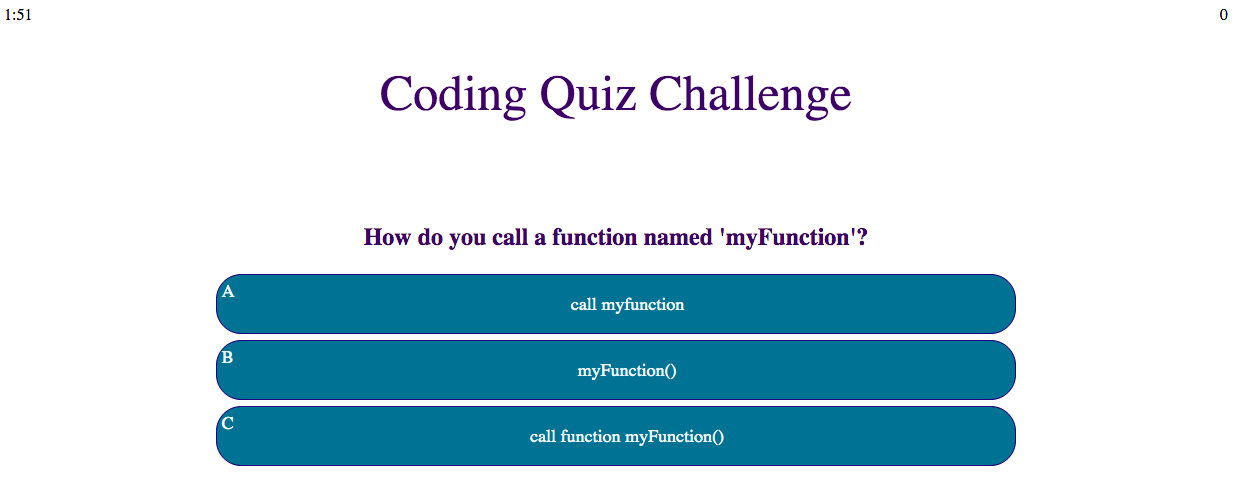 1:51
0
Coding Quiz Challenge
How do you call a function named 'myFunction'?
A
call myfunction
B
myFunction()
C
call function myFunction()